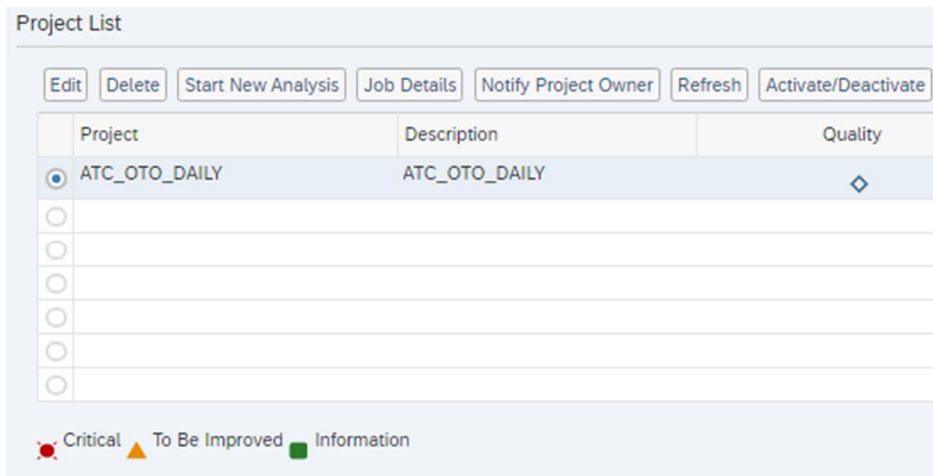 Project List
Edit Delete Start New Analysis Job Details Notify Project Owner Refresh Activate/Deactivate
Project Description Quality
ATC_OTO_DAILY ATC_OTO_DAILY
Critical To Be Improved Information